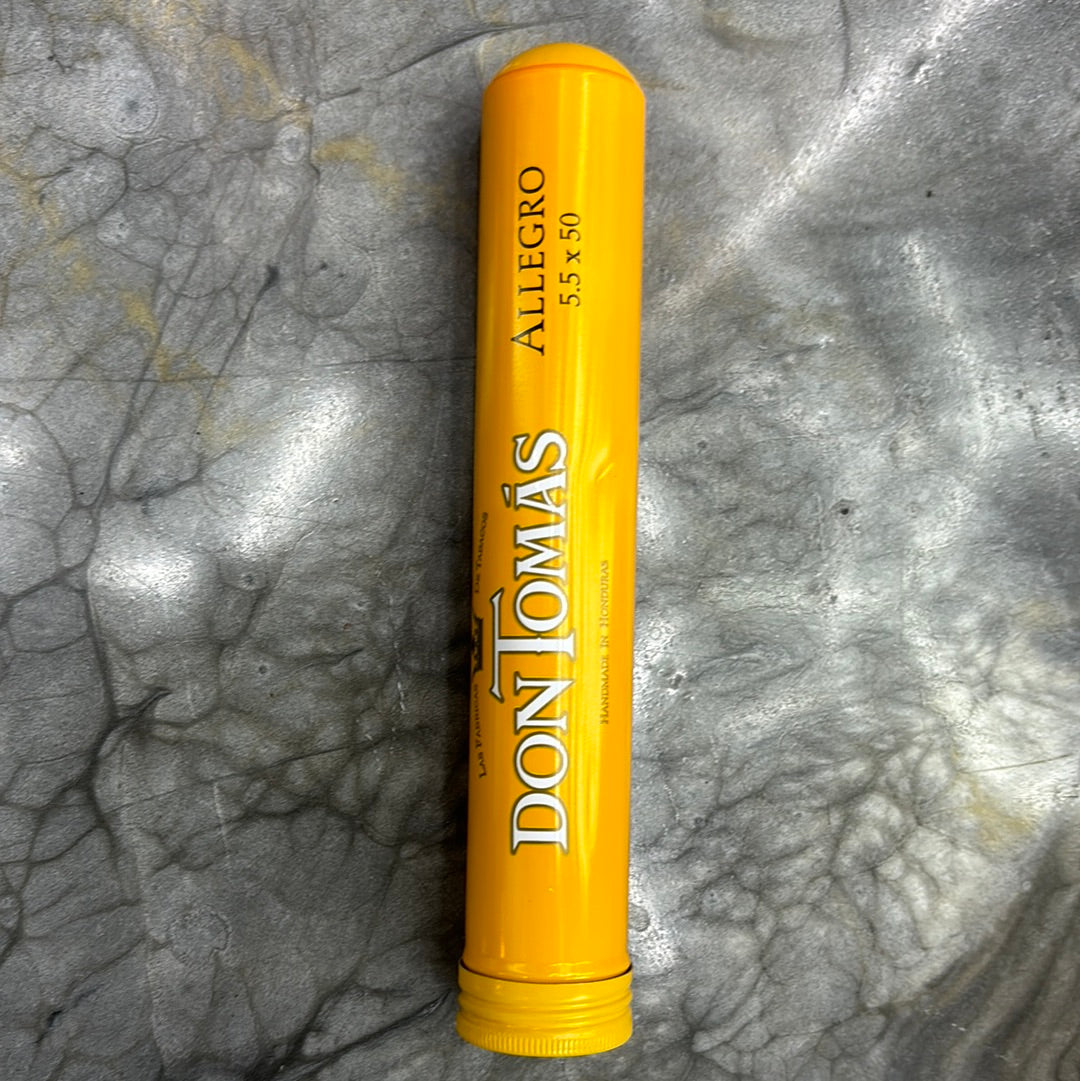 LAS FABRICAS DE TABACOS
DON TOMÁS
HANDMADE IN HONDURAS
ALLEGRO
5.5 x 50